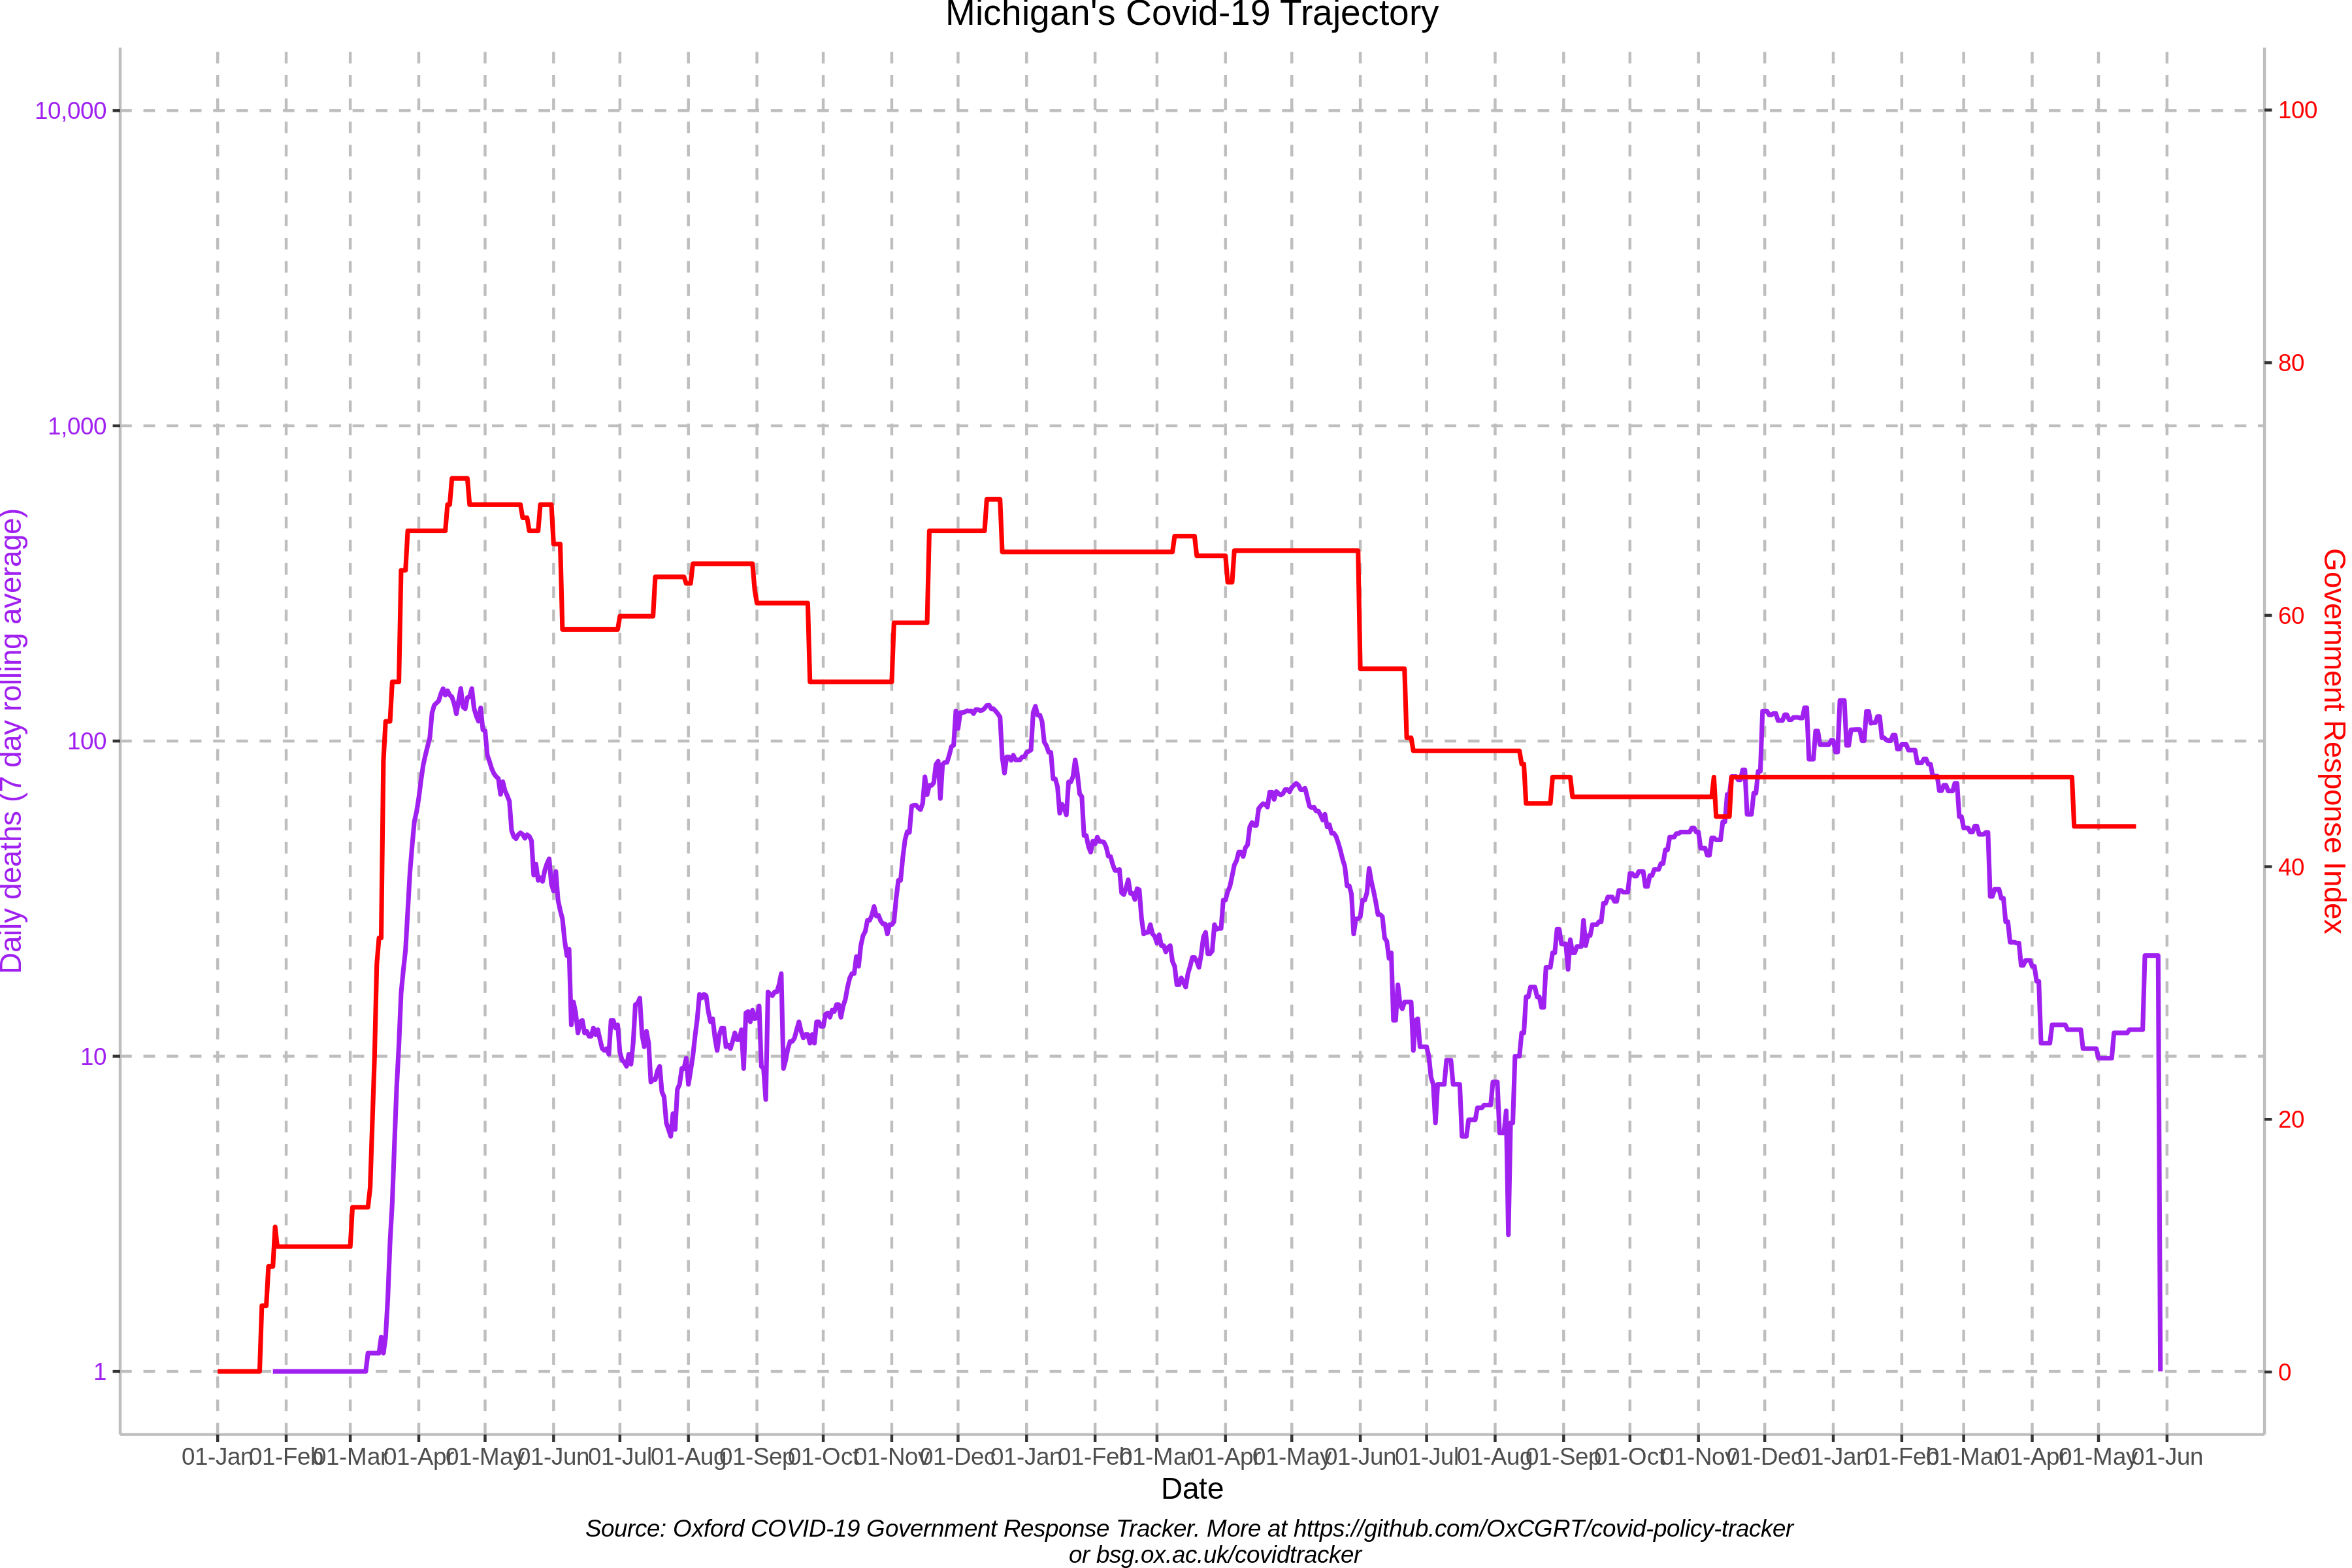 Michigan's Covid-19 Trajectory
10,000
1,000
100
10
1
Daily deaths (7 day rolling average)
100
80
60
40
20
0
Government Response Index
01-Jan 01-Feb 01-Mar 01-Apr 01-May 01-Jun 01-Jul 01-Aug 01-Sep 01-Oct 01-Nov 01-Dec 01-Jan 01-Feb 01-Mar 01-Apr 01-May 01-Jun 01-Jul 01-Aug 01-Sep 01-Oct 01-Nov 01-Dec 01-Jan 01-Feb 01-Mar 01-Apr 01-May 01-Jun
Date
Source: Oxford COVID-19 Government Response Tracker. More at https://github.com/OxCGRT/covid-policy-tracker
or bsg.ox.ac.uk/covidtracker